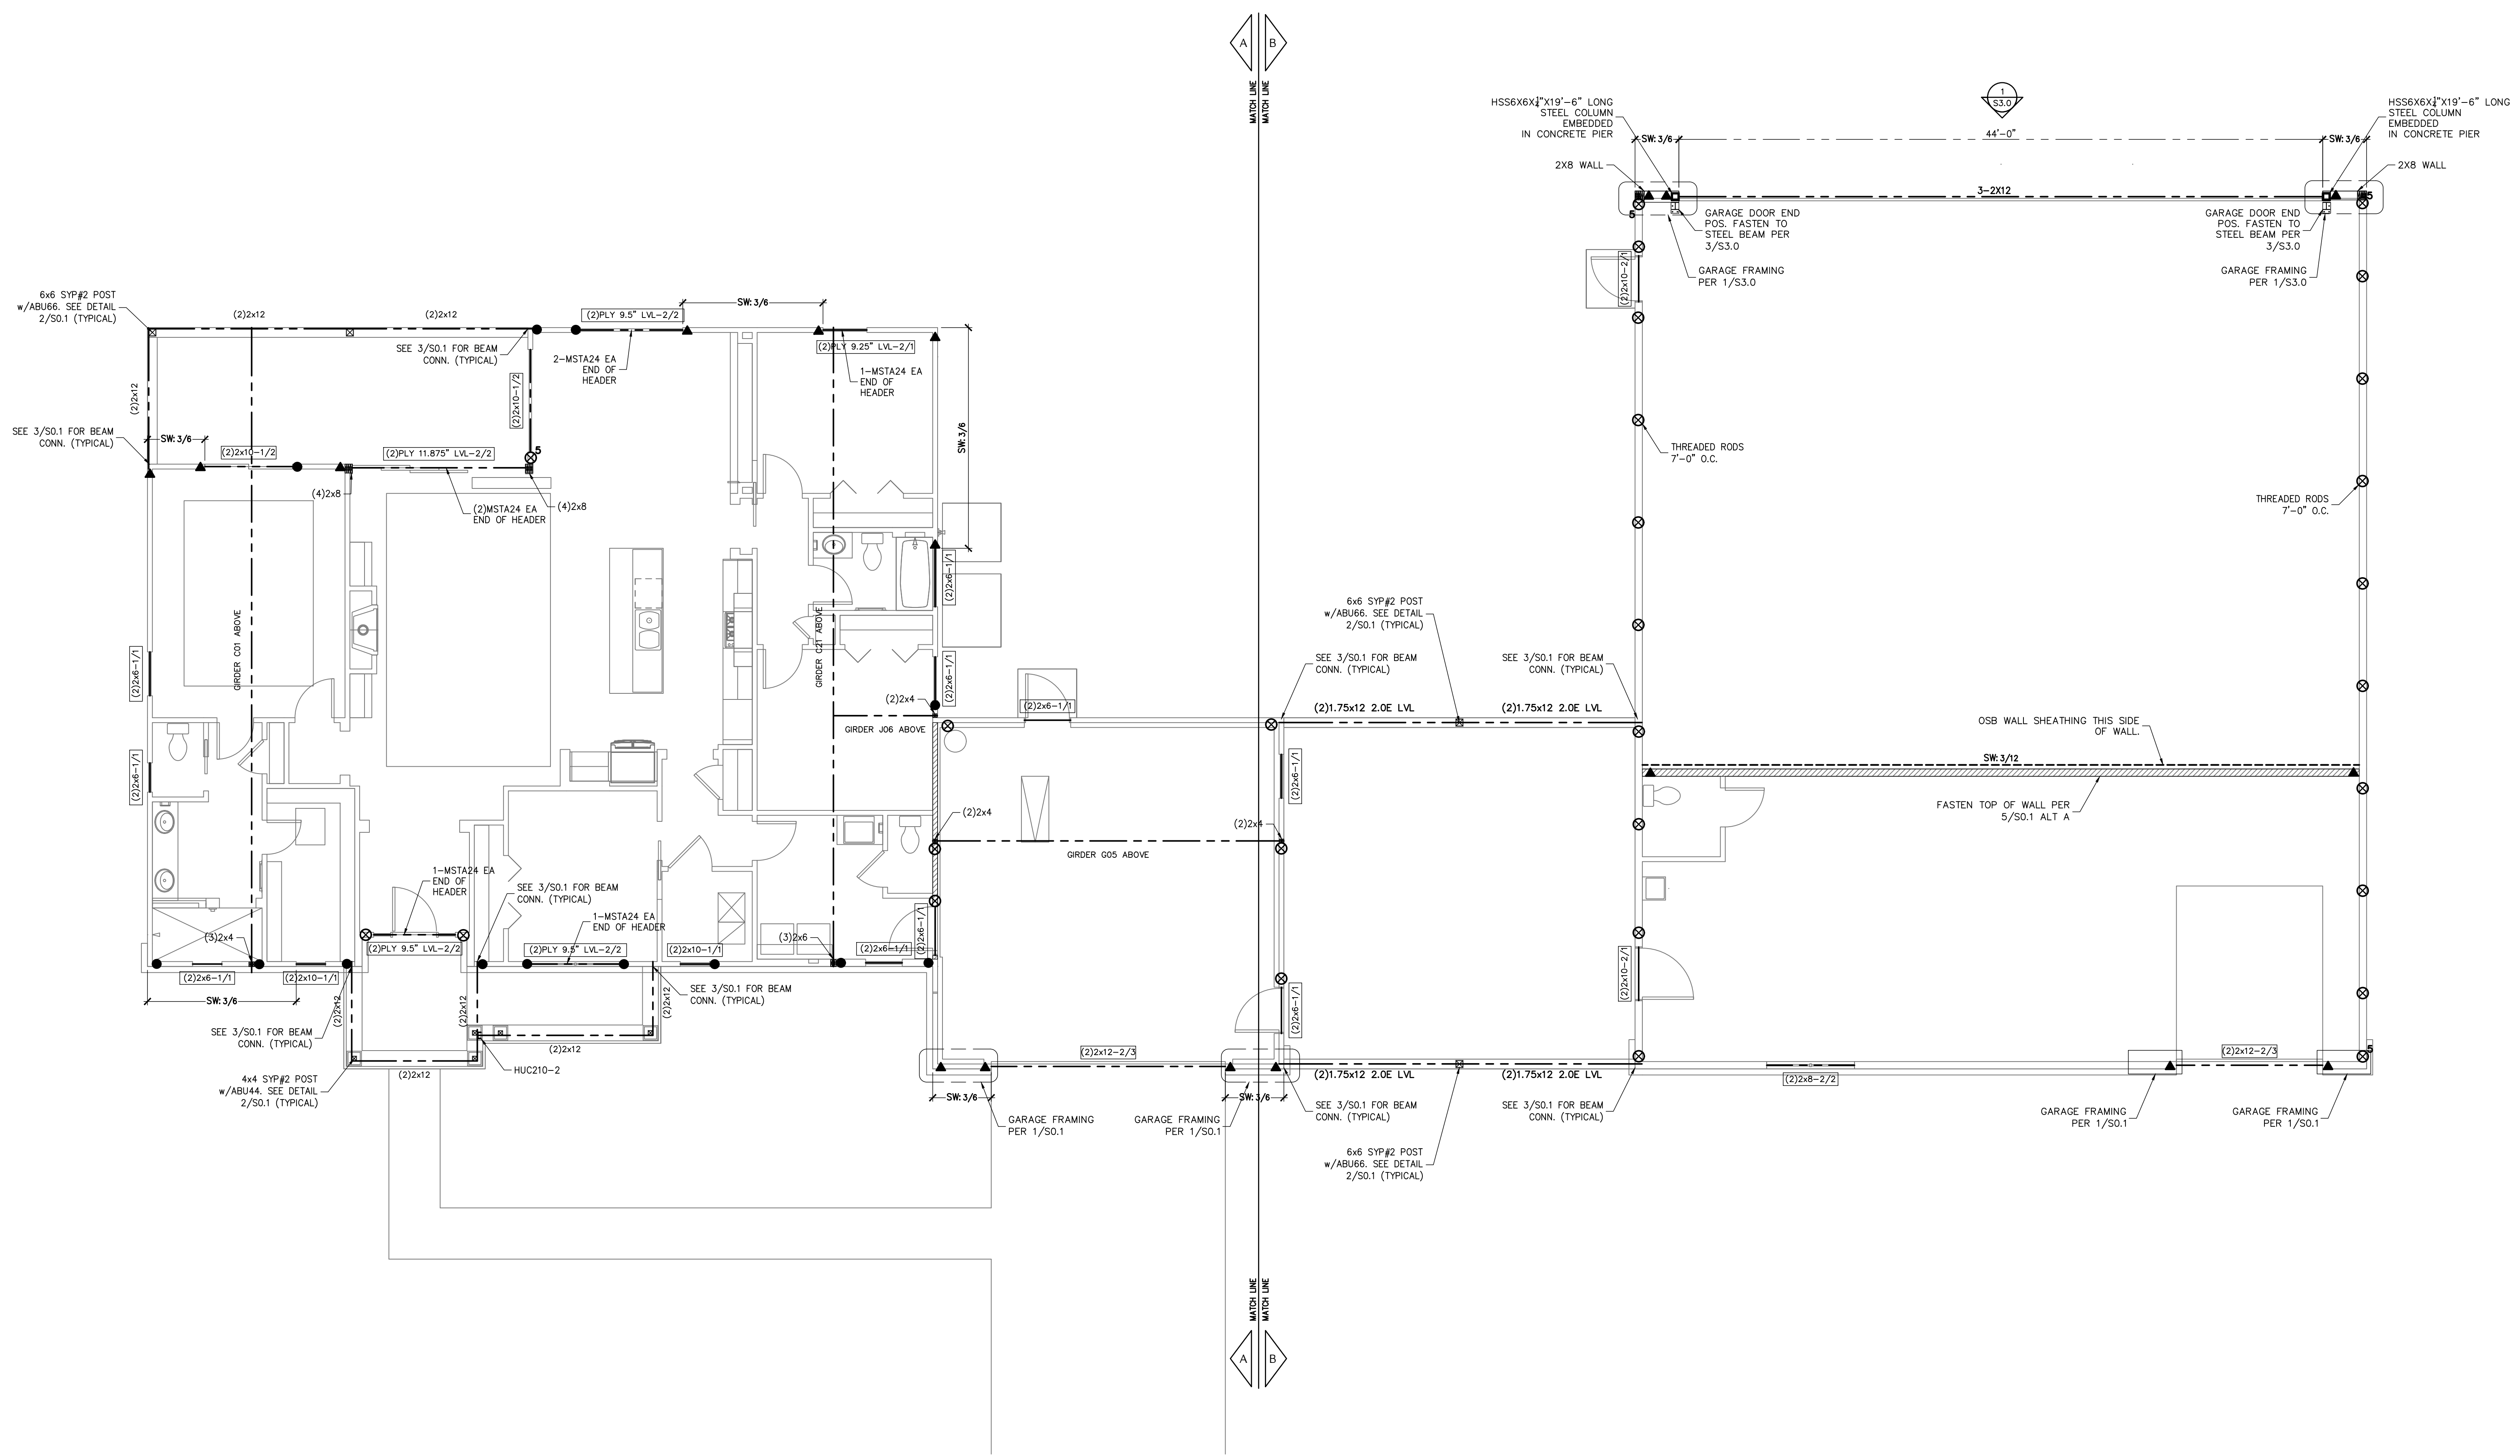 A
B
MATCH LINE
MATCH LINE
1
S3.0
44'-0"
HSS6X6X¼"X19'-6" LONG
STEEL COLUMN
EMBEDDED
IN CONCRETE PIER
SW: 3/6
SW: 3/6
HSS6X6X¼"X19'-6" LONG
STEEL COLUMN
EMBEDDED
IN CONCRETE PIER
2X8 WALL
2X8 WALL
3-2X12
5
5
GARAGE DOOR END
POS. FASTEN TO
STEEL BEAM PER
3/S3.0
GARAGE DOOR END
POS. FASTEN TO
STEEL BEAM PER
3/S3.0
GARAGE FRAMING
PER 1/S3.0
GARAGE FRAMING
PER 1/S3.0
(2)2x10-2/1
6x6 SYP#2 POST
w/ABU66. SEE DETAIL
2/S0.1 (TYPICAL)
(2)2x12
(2)2x12
SW: 3/6
(2)PLY 9.5" LVL-2/2
SEE 3/S0.1 FOR BEAM
CONN. (TYPICAL)
2-MSTA24 EA
END OF
HEADER
(2)PLY 9.25" LVL-2/1
1-MSTA24 EA
END OF
HEADER
(2)2x12
(2)2x10-1/2
SW: 3/6
SEE 3/S0.1 FOR BEAM
CONN. (TYPICAL)
SW: 3/6
(2)2x10-1/2
(2)PLY 11.875" LVL-2/2
5
(4)2x8
(2)MSTA24 EA
END OF HEADER
(4)2x8
THREADED RODS
7'-0" O.C.
THREADED RODS
7'-0" O.C.
(2)2x6-1/1
GIRDER C01 ABOVE
GIRDER C21 ABOVE
(2)2x6-1/1
(2)2x6-1/1
6x6 SYP#2 POST
w/ABU66. SEE DETAIL
2/S0.1 (TYPICAL)
SEE 3/S0.1 FOR BEAM
CONN. (TYPICAL)
SEE 3/S0.1 FOR BEAM
CONN. (TYPICAL)
(2)2x4
(2)2x6-1/1
(2)1.75x12 2.0E LVL
(2)1.75x12 2.0E LVL
GIRDER J06 ABOVE
OSB WALL SHEATHING THIS SIDE
OF WALL.
SW: 3/12
(2)2x6-1/1
(2)2x6-1/1
FASTEN TOP OF WALL PER
5/S0.1 ALT A
(2)2x4
(2)2x4
GIRDER G05 ABOVE
1-MSTA24 EA
END OF
HEADER
SEE 3/S0.1 FOR BEAM
CONN. (TYPICAL)
1-MSTA24 EA
END OF HEADER
(3)2x4
(2)PLY 9.5" LVL-2/2
(2)PLY 9.5" LVL-2/2
(2)2x10-1/1
(3)2x6
(2)2x6-1/1
(2)2x6-1/1
(2)2x10-2/1
(2)2x6-1/1
(2)2x10-1/1
SW: 3/6
(2)2x12
(2)2x12
(2)2x12
SEE 3/S0.1 FOR BEAM
CONN. (TYPICAL)
(2)2x6-1/1
SEE 3/S0.1 FOR BEAM
CONN. (TYPICAL)
(2)2x12
HUC210-2
(2)2x12
4x4 SYP#2 POST
w/ABU44. SEE DETAIL
2/S0.1 (TYPICAL)
(2)2x12-2/3
(2)2x12-2/3
5
(2)1.75x12 2.0E LVL
(2)1.75x12 2.0E LVL
(2)2x8-2/2
SW: 3/6
SW: 3/6
GARAGE FRAMING
PER 1/S0.1
GARAGE FRAMING
PER 1/S0.1
SEE 3/S0.1 FOR BEAM
CONN. (TYPICAL)
SEE 3/S0.1 FOR BEAM
CONN. (TYPICAL)
GARAGE FRAMING
PER 1/S0.1
GARAGE FRAMING
PER 1/S0.1
6x6 SYP#2 POST
w/ABU66. SEE DETAIL
2/S0.1 (TYPICAL)
MATCH LINE
MATCH LINE
A
B